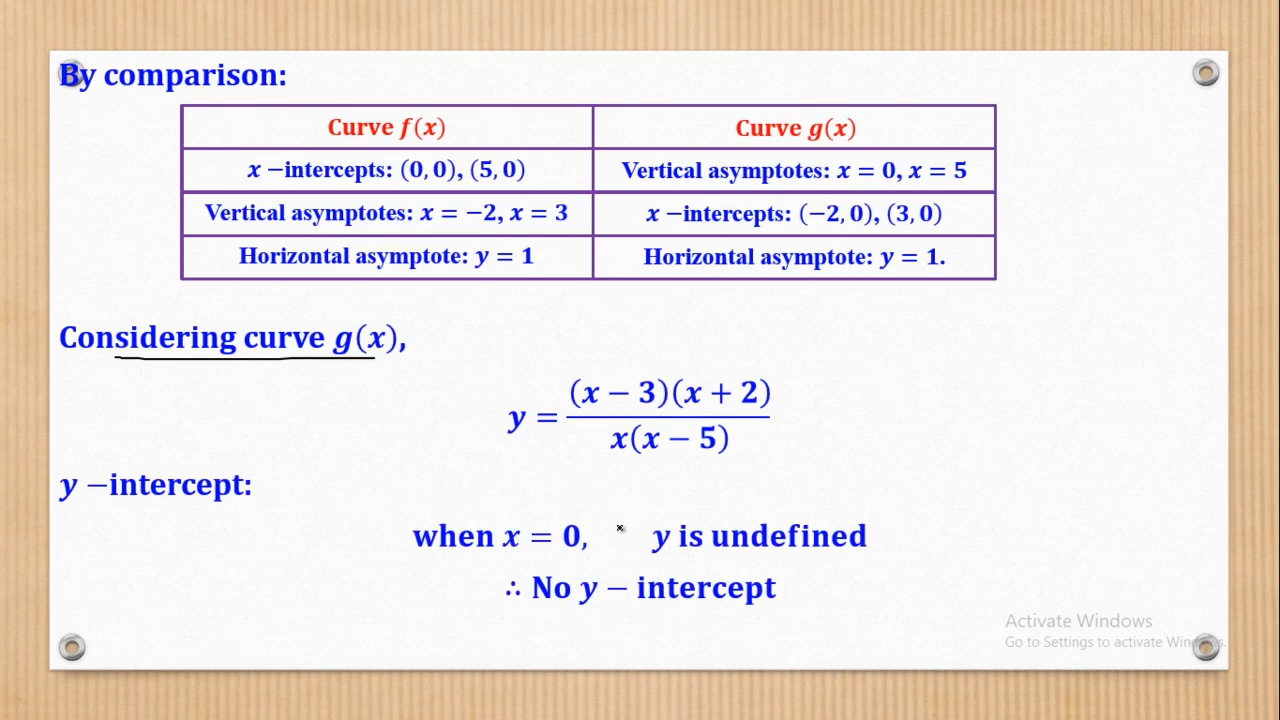 By comparison:
Curve f(x) Curve g(x)
x −intercepts: (0, 0), (5, 0) Vertical asymptotes: x = 0, x = 5
Vertical asymptotes: x = −2, x = 3 x −intercepts: (−2, 0), (3, 0)
Horizontal asymptote: y = 1 Horizontal asymptote: y = 1.
Considering curve g(x),
y = (x − 3)(x + 2) / x(x − 5)
y −intercept:
when x = 0, y is undefined
∴ No y − intercept
Activate Windows
Go to Settings to activate Windows.